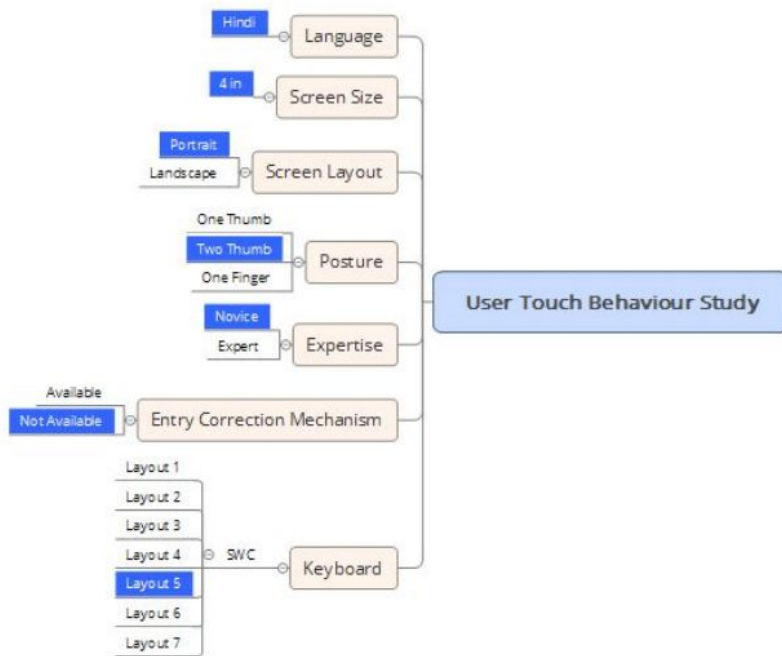 Hindi
Language
4 in
Screen Size
Portrait
Landscape
Screen Layout
One Thumb
Two Thumb
One Finger
Posture
Novice
Expert
Expertise
Available
Not Available
Entry Correction Mechanism
Layout 1
Layout 2
Layout 3
Layout 4
Layout 5
Layout 6
Layout 7
SWC
Keyboard
User Touch Behaviour Study